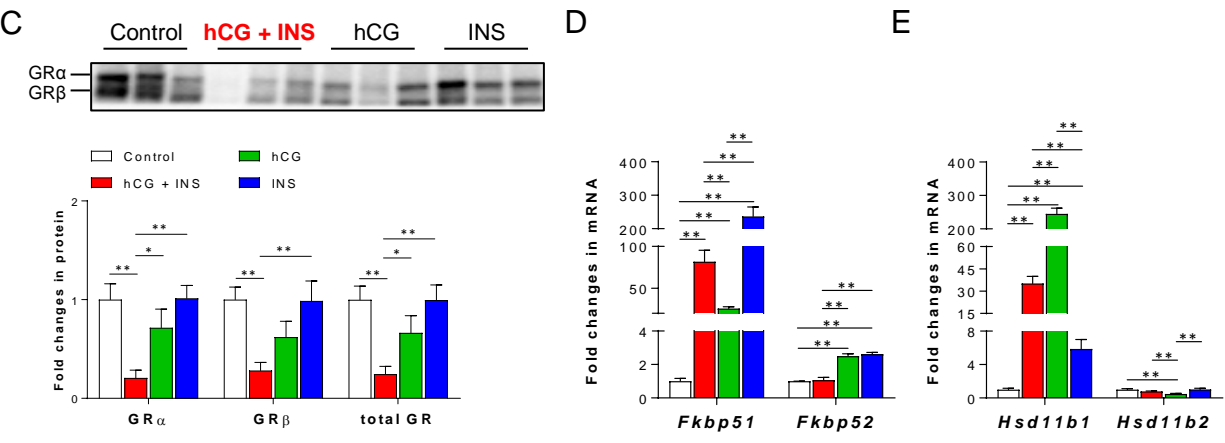 C
Control hCG + INS hCG INS
GRα
GRβ
Control hCG
hCG + INS INS
Fold changes in protein
2
1
0
** * **
** **
** * **
GRα GRβ total GR
D
Fold changes in mRNA
400
300
200
100
50
4
2
0
**
**
**
**
**
**
**
**
**
**
Fkbp51 Fkbp52
E
Fold changes in mRNA
400
300
200
60
45
30
15
8
4
0
**
**
**
**
**
**
**
**
**
Hsd11b1 Hsd11b2